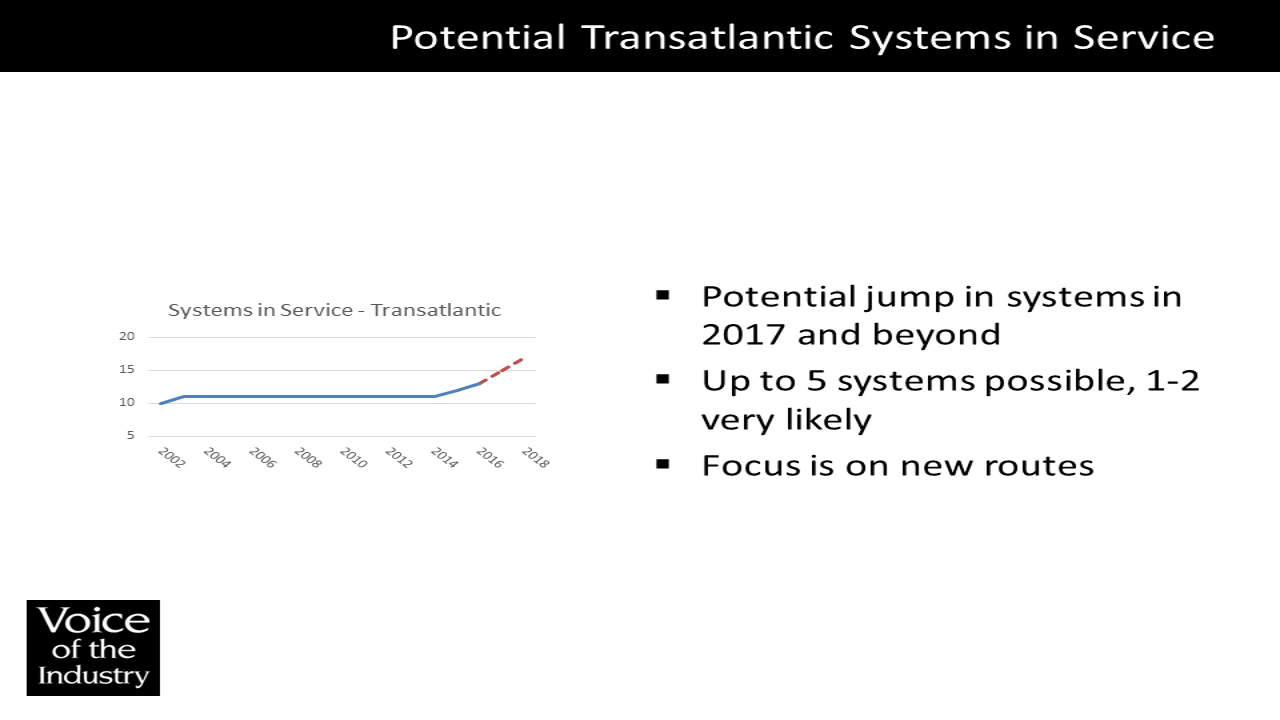 Potential Transatlantic Systems in Service
Systems in Service - Transatlantic
20
15
10
5
2002
2004
2006
2008
2010
2012
2014
2016
2018
▪ Potential jump in systems in
2017 and beyond
▪ Up to 5 systems possible, 1-2
very likely
▪ Focus is on new routes
Voice
of the
Industry